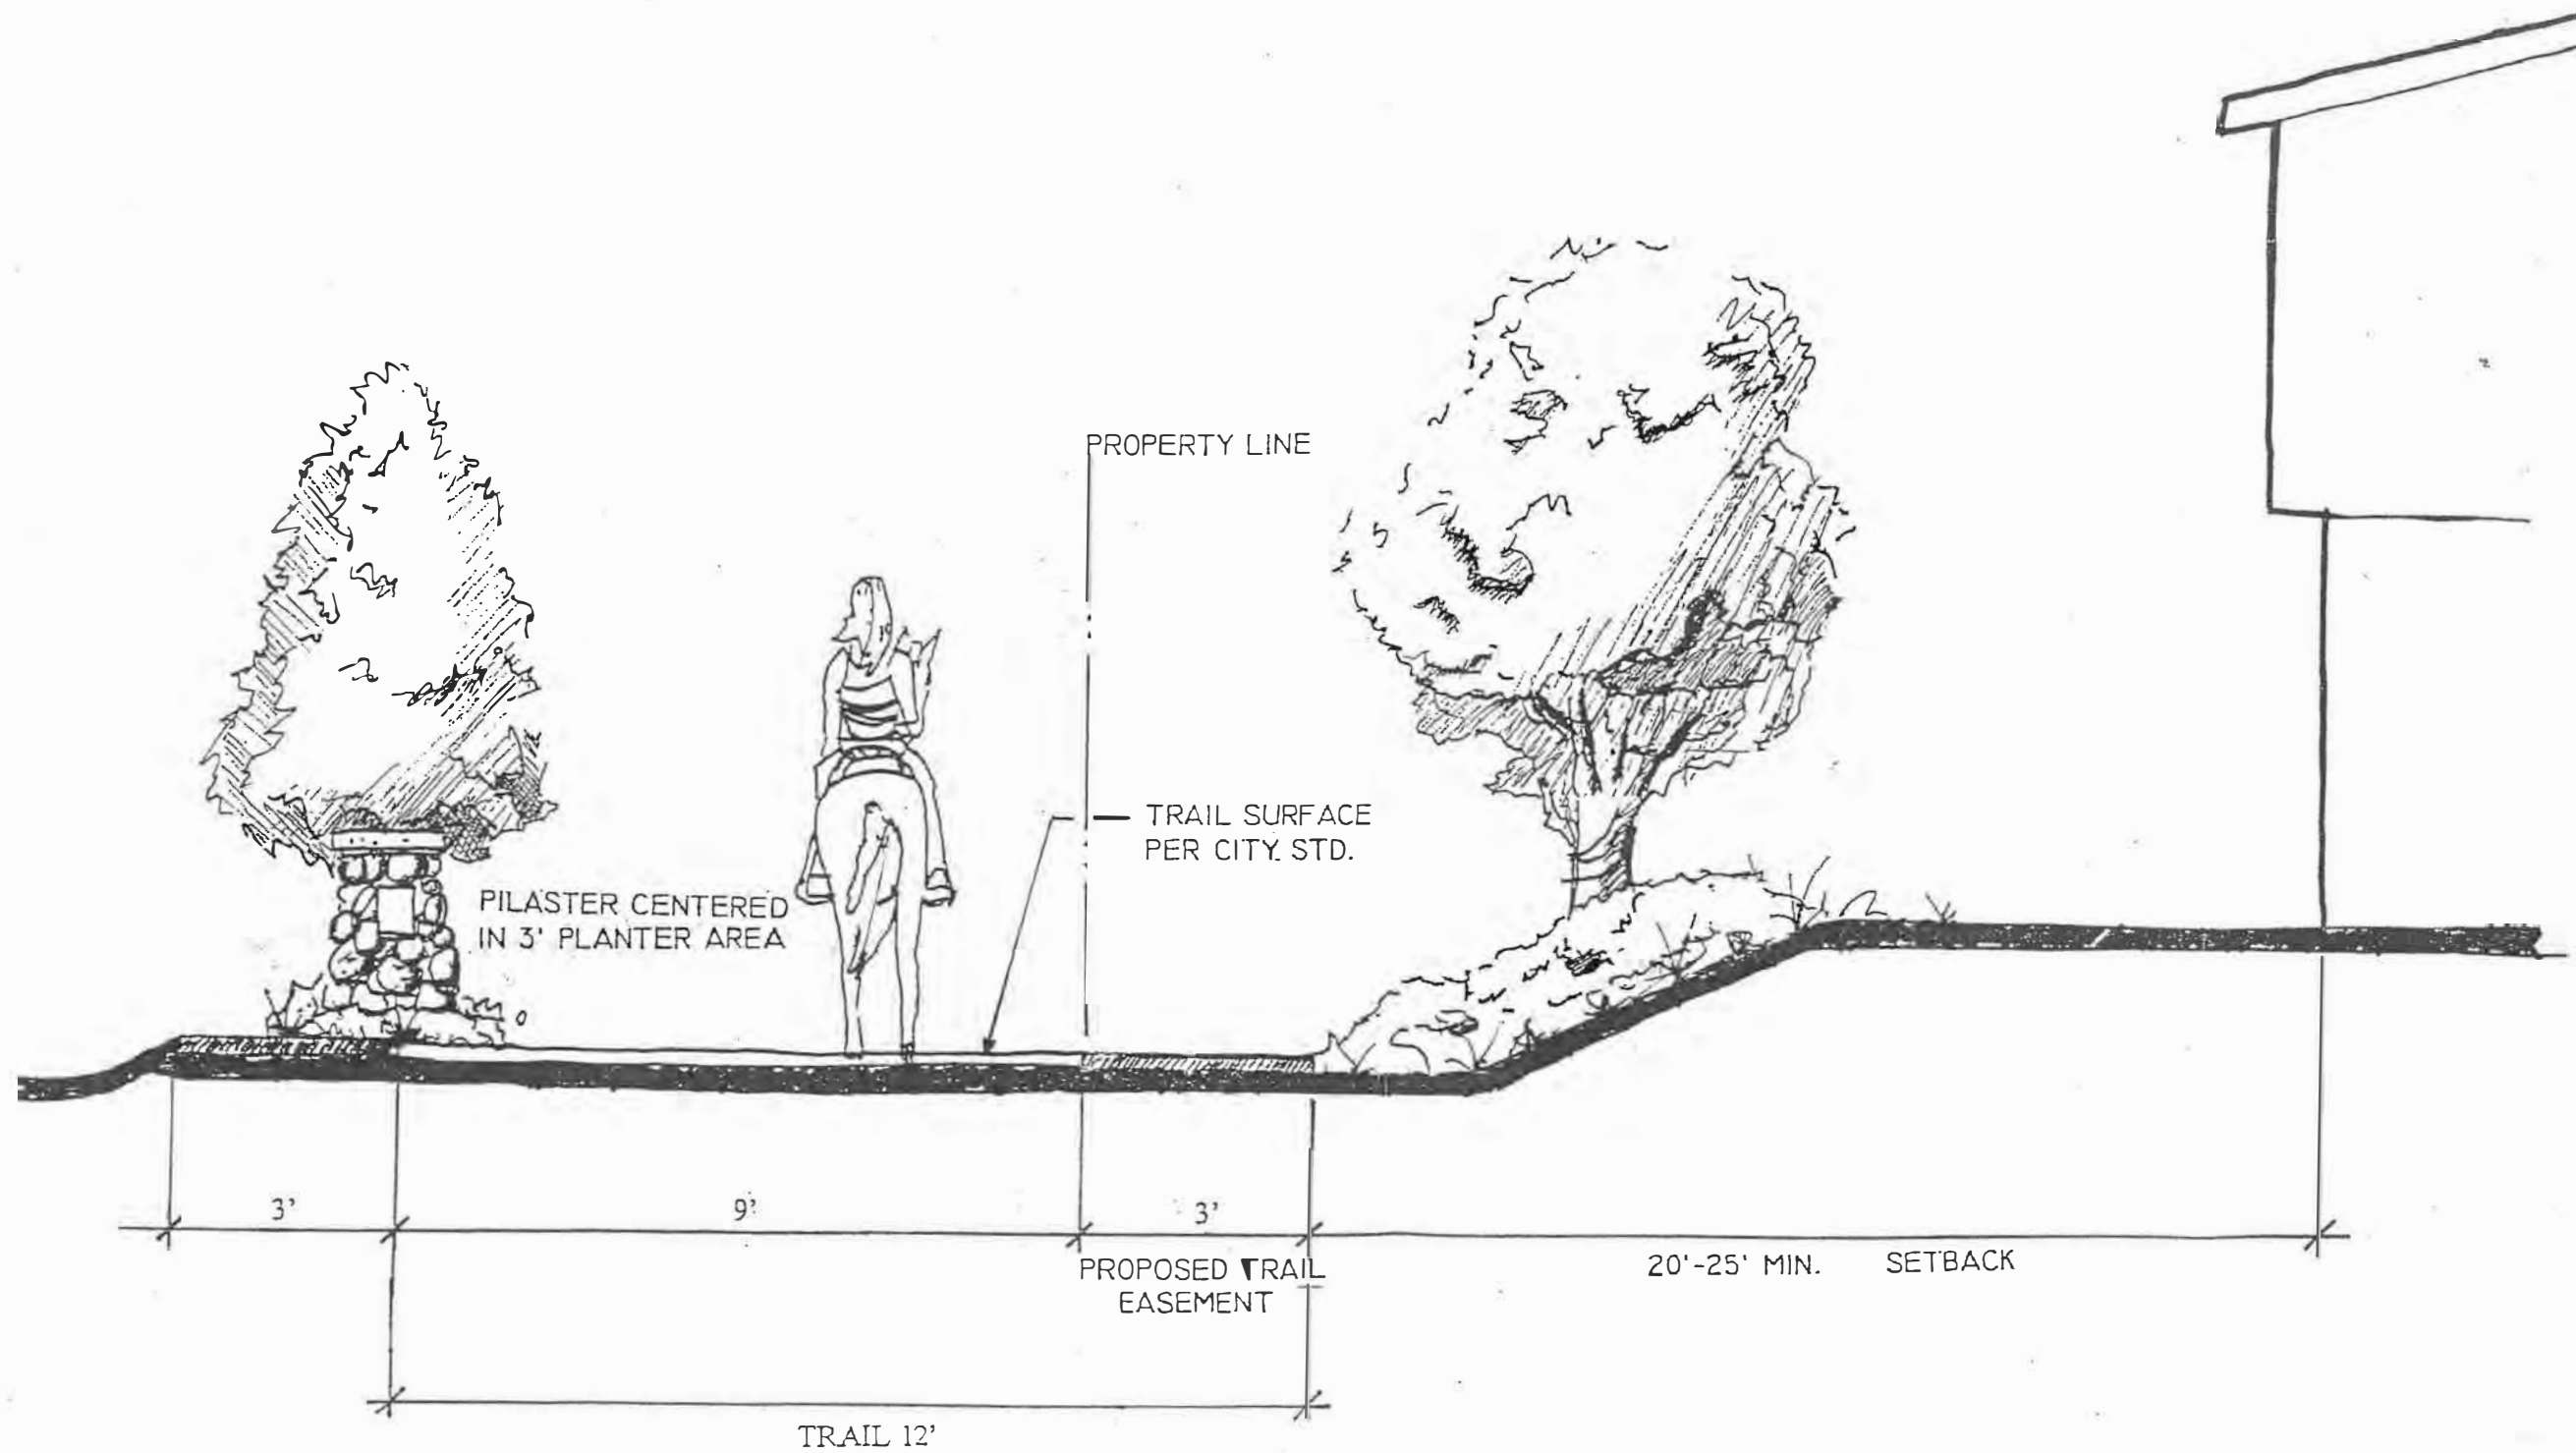 PROPERTY LINE
TRAIL SURFACE
PER CITY. STD.
PILASTER CENTERED
IN 3' PLANTER AREA
3'
9'
3'
PROPOSED TRAIL
EASEMENT
20'-25' MIN. SETBACK
TRAIL 12'